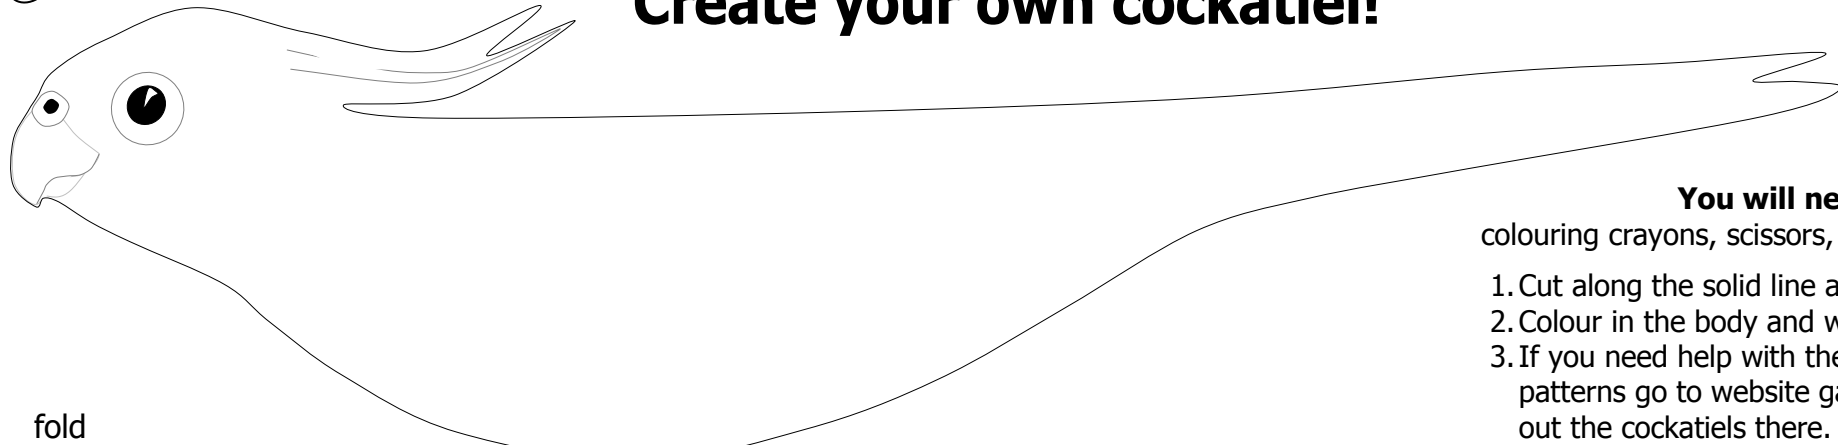 Create your own cockatiel!
You will ne
colouring crayons, scissors,
1. Cut along the solid line a
2. Colour in the body and w
3. If you need help with the
patterns go to website ga
out the cockatiels there.
fold